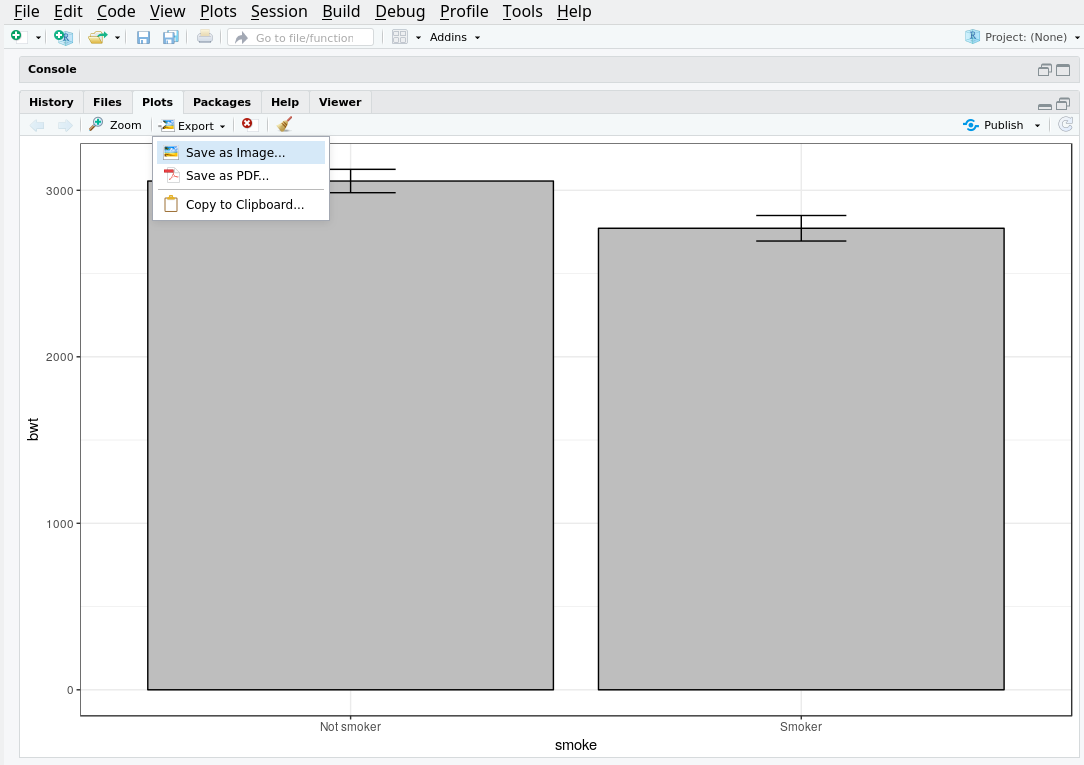 File Edit Code View Plots Session Build Debug Profile Tools Help
Go to file/function Addins Project: (None)
Console
History Files Plots Packages Help Viewer
Zoom Export Publish
Save as Image...
Save as PDF...
Copy to Clipboard...
3000
2000
1000
0
bwt
Not smoker Smoker
smoke